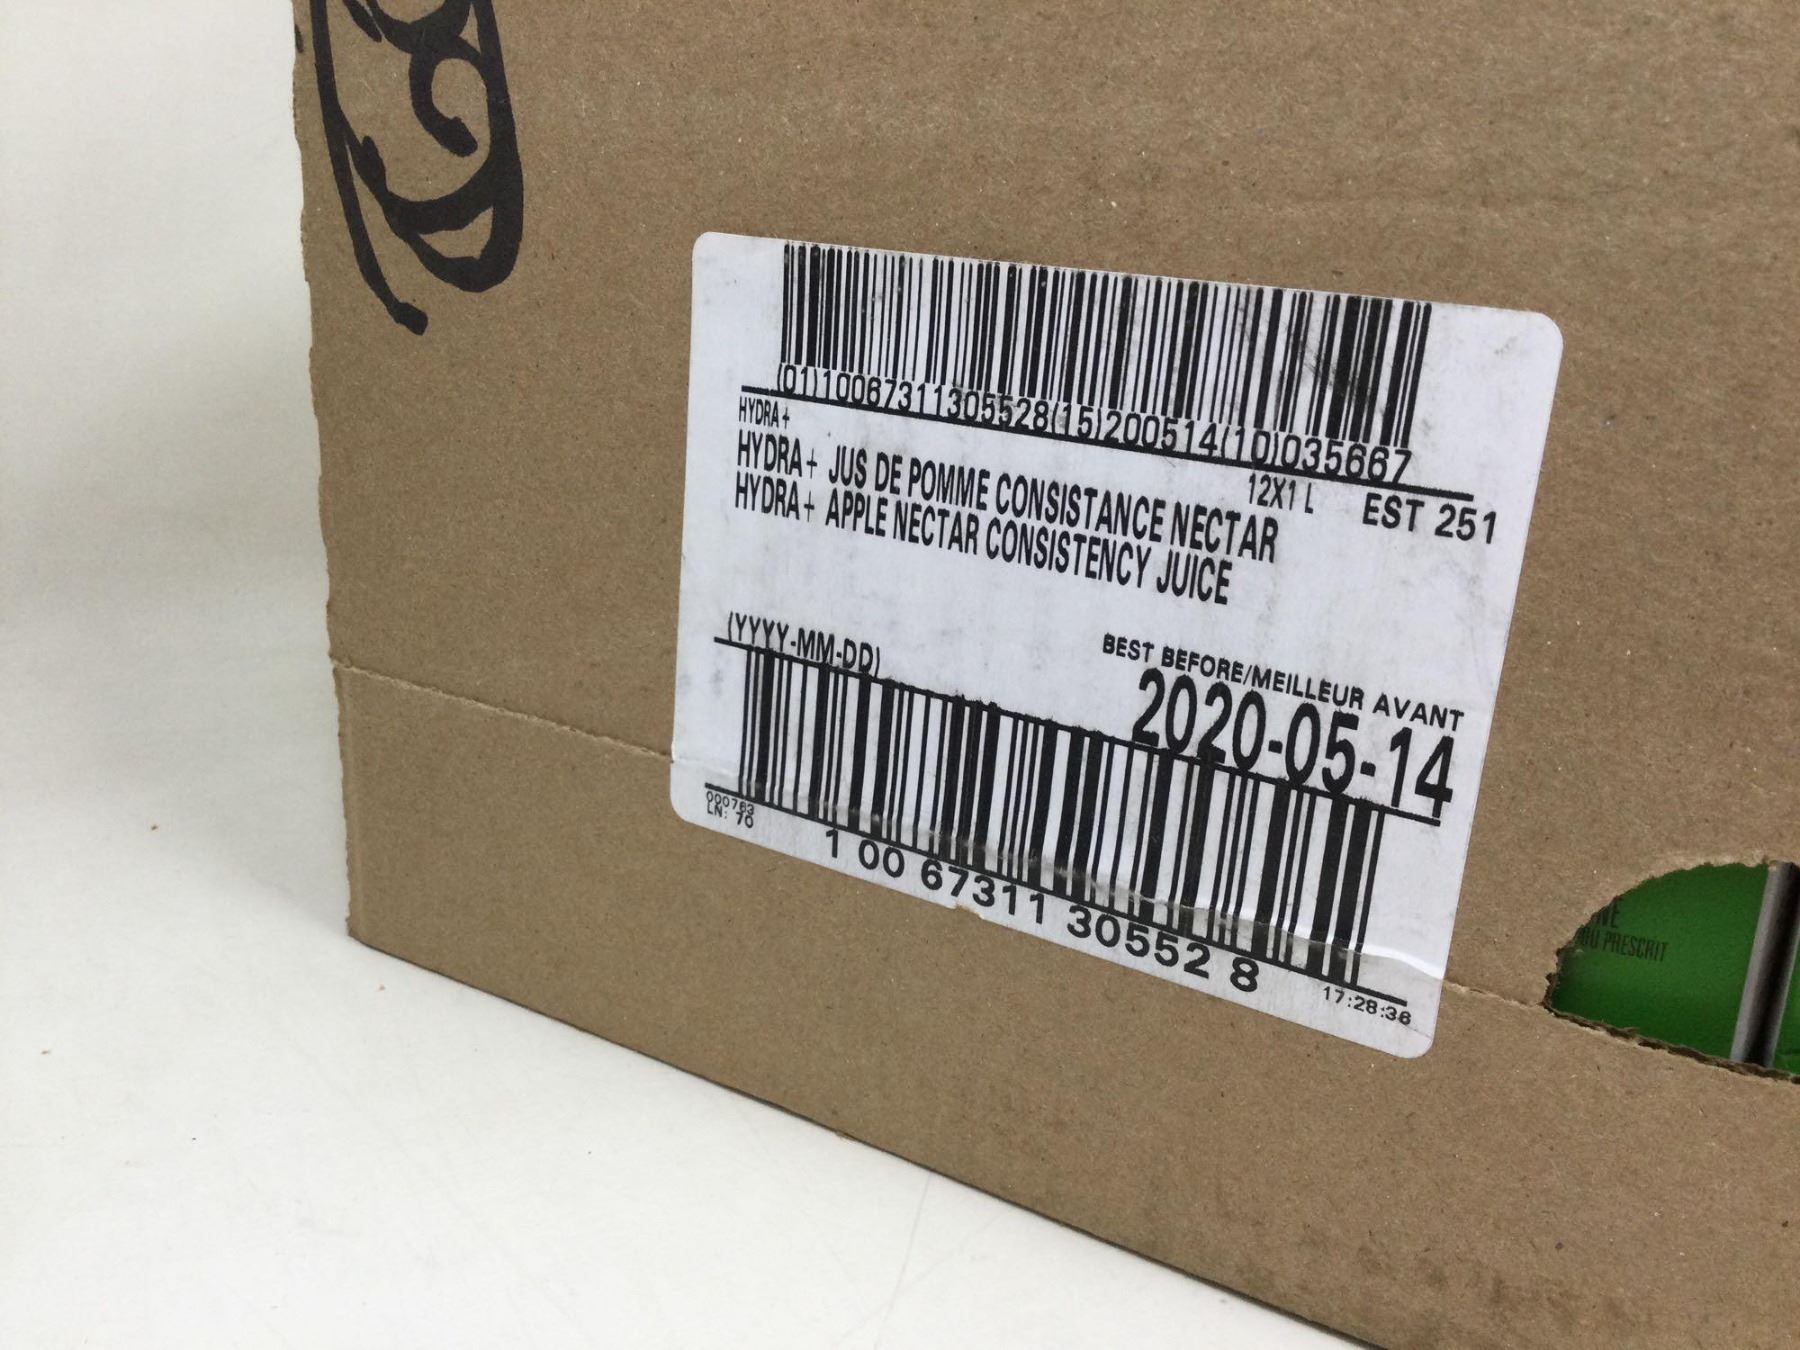 (01)10067311305528(15)200514(10)035667
HYDRA+
12X1 L
EST 251
HYDRA+ JUS DE POMME CONSISTANCE NECTAR
HYDRA+ APPLE NECTAR CONSISTENCY JUICE
(YYYY-MM-DD)
BEST BEFORE/MEILLEUR AVANT
2020-05-14
000763
LN: 70
1 00 67311 30552 8
17:28:36
PRESCRIT